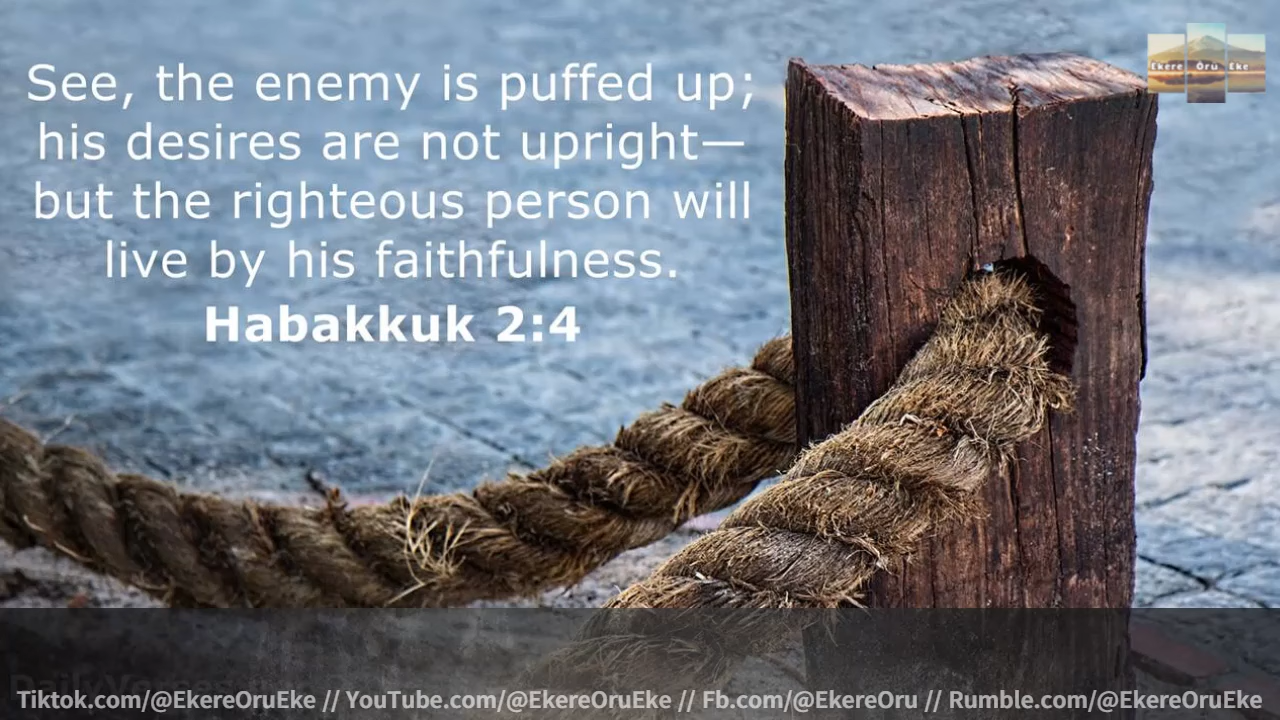 See, the enemy is puffed up;
his desires are not upright—
but the righteous person will
live by his faithfulness.
Habakkuk 2:4
Ekere Oru Eke
Tiktok.com/@EkereOruEke // YouTube.com/@EkereOruEke // Fb.com/@EkereOru // Rumble.com/@EkereOruEke